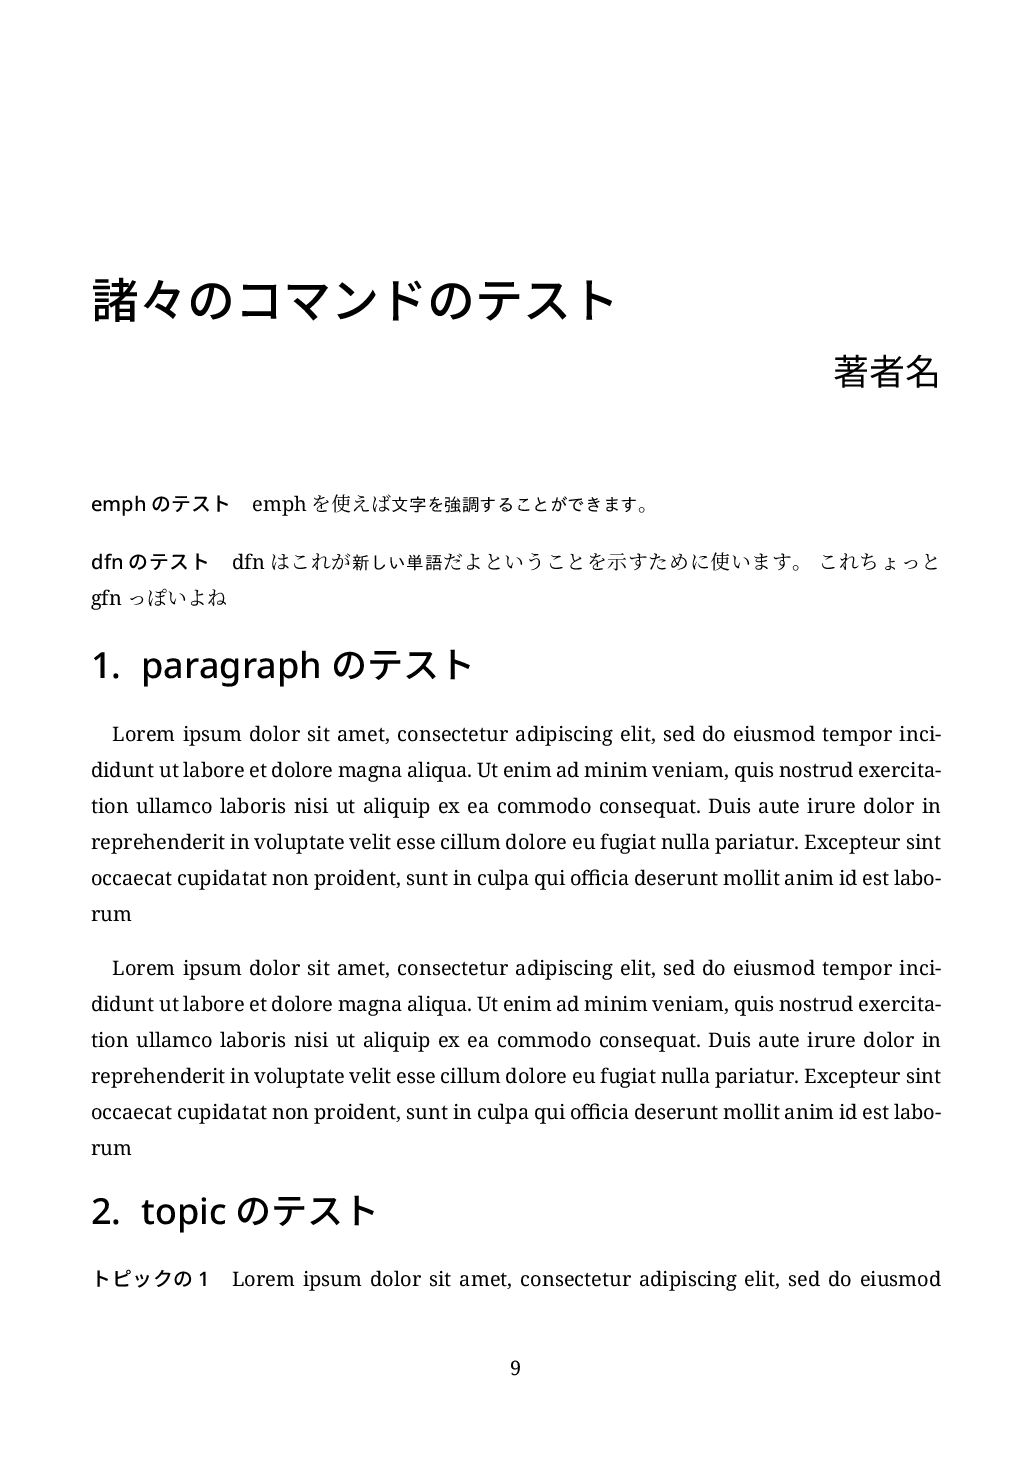 諸々のコマンドのテスト
著者名
emph のテスト　emph を使えば文字を強調することができます。
dfn のテスト　dfn はこれが新しい単語だよということを示すために使います。 これちょっと
gfn っぽいよね
1. paragraph のテスト
Lorem ipsum dolor sit amet, consectetur adipiscing elit, sed do eiusmod tempor inci-
didunt ut labore et dolore magna aliqua. Ut enim ad minim veniam, quis nostrud exercita-
tion ullamco laboris nisi ut aliquip ex ea commodo consequat. Duis aute irure dolor in
reprehenderit in voluptate velit esse cillum dolore eu fugiat nulla pariatur. Excepteur sint
occaecat cupidatat non proident, sunt in culpa qui officia deserunt mollit anim id est labo-
rum
Lorem ipsum dolor sit amet, consectetur adipiscing elit, sed do eiusmod tempor inci-
didunt ut labore et dolore magna aliqua. Ut enim ad minim veniam, quis nostrud exercita-
tion ullamco laboris nisi ut aliquip ex ea commodo consequat. Duis aute irure dolor in
reprehenderit in voluptate velit esse cillum dolore eu fugiat nulla pariatur. Excepteur sint
occaecat cupidatat non proident, sunt in culpa qui officia deserunt mollit anim id est labo-
rum
2. topic のテスト
トピックの 1　Lorem ipsum dolor sit amet, consectetur adipiscing elit, sed do eiusmod
9